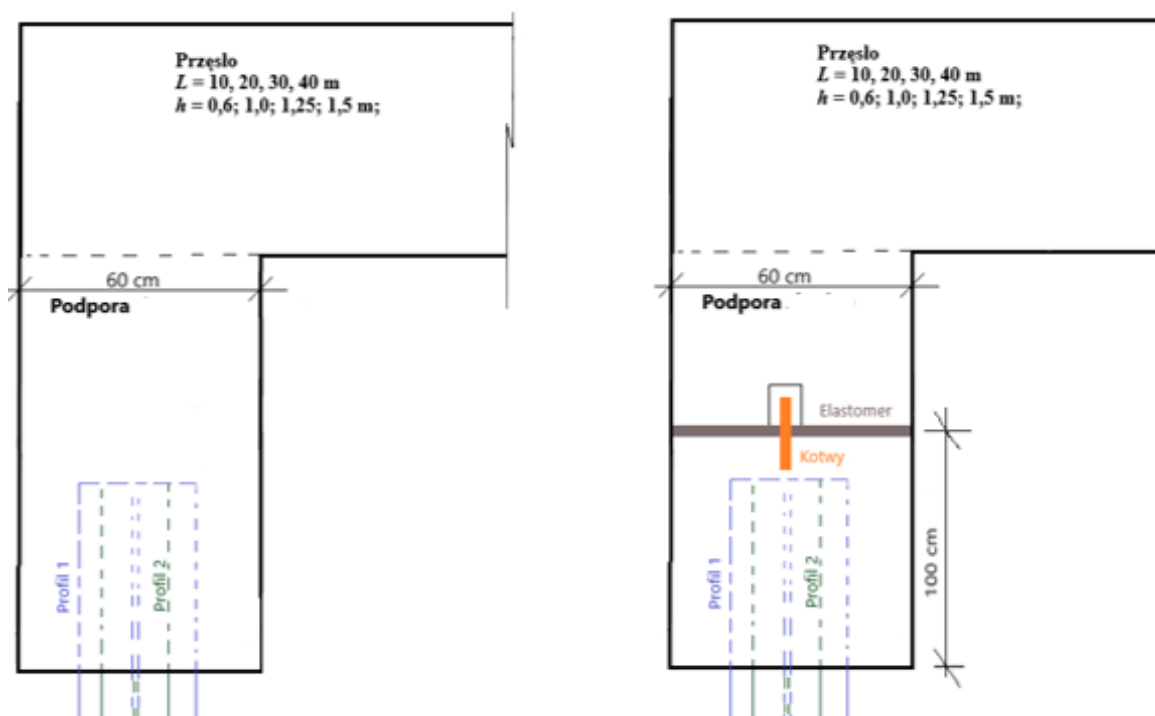 Przęsło
L = 10, 20, 30, 40 m
h = 0,6; 1,0; 1,25; 1,5 m;
60 cm
Podpora
Profil 1
Profil 2
Przęsło
L = 10, 20, 30, 40 m
h = 0,6; 1,0; 1,25; 1,5 m;
60 cm
Podpora
Elastomer
Kotwy
Profil 1
Profil 2
100 cm